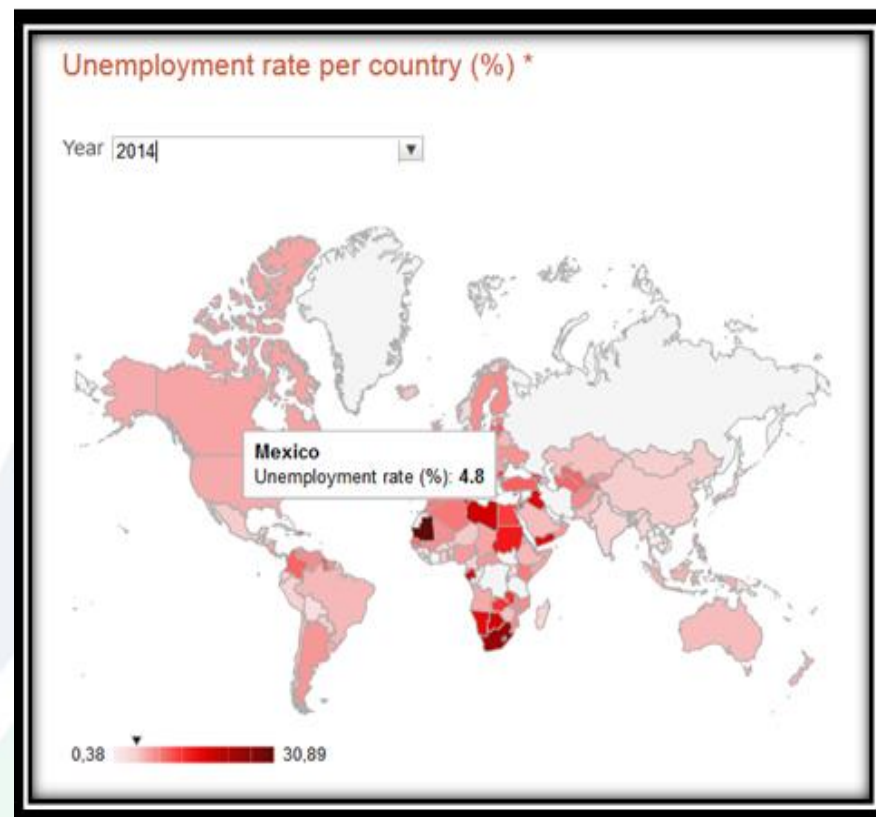 Unemployment rate per country (%) *
Year 2014
Mexico
Unemployment rate (%): 4.8
0,38 30,89